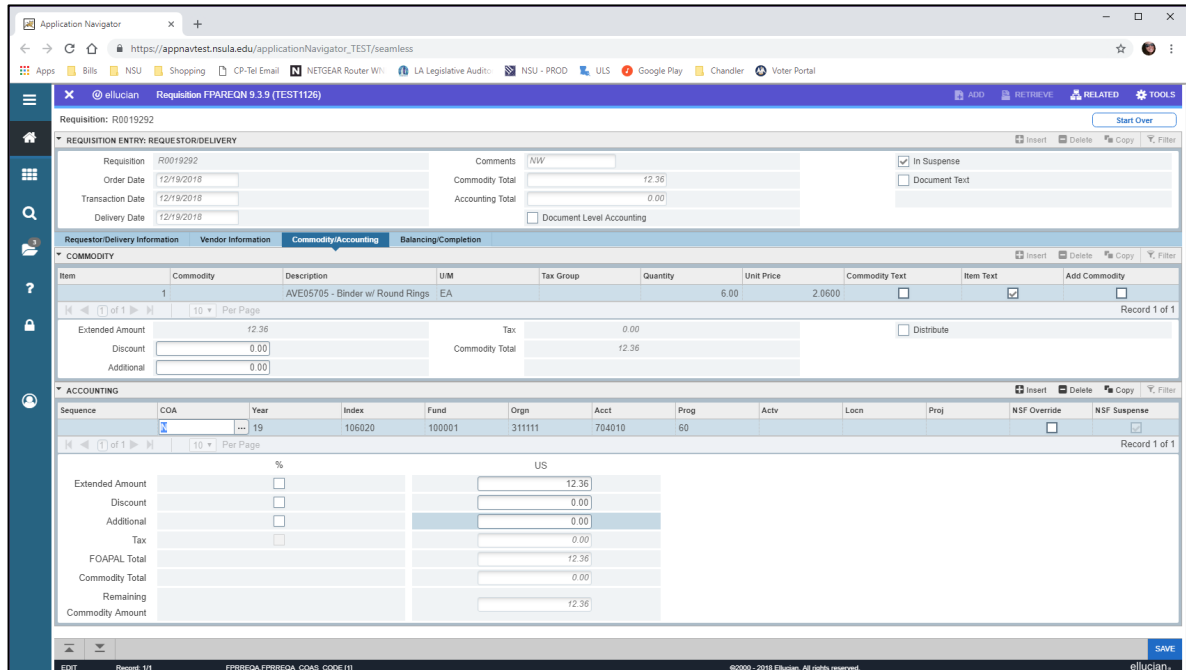 Application Navigator
https://appnavtest.nsula.edu/applicationNavigator_TEST/seamless
Apps Bills NSU Shopping CP-Tel Email NETGEAR Router WN LA Legislative Audito NSU - PROD ULS Google Play Chandler Voter Portal
ellucian Requisition FPAREQN 9.3.9 (TEST1126) ADD RETRIEVE RELATED TOOLS
Requisition: R0019292 Start Over
REQUISITION ENTRY: REQUESTOR/DELIVERY Insert Delete Copy Filter
Requisition R0019292 Comments NW In Suspense
Order Date 12/19/2018 Commodity Total 12.36 Document Text
Transaction Date 12/19/2018 Accounting Total 0.00
Delivery Date 12/19/2018 Document Level Accounting
Requestor/Delivery Information Vendor Information Commodity/Accounting Balancing/Completion
COMMODITY Insert Delete Copy Filter
Item Commodity Description U/M Tax Group Quantity Unit Price Commodity Text Item Text Add Commodity
1 AVE05705 - Binder w/ Round Rings EA 6.00 2.0600
1 of 1 10 Per Page Record 1 of 1
Extended Amount 12.36 Tax 0.00 Distribute
Discount 0.00 Commodity Total 12.36
Additional 0.00
ACCOUNTING Insert Delete Copy Filter
Sequence COA Year Index Fund Orgn Acct Prog Actv Locn Proj NSF Override NSF Suspense
N ... 19 106020 100001 311111 704010 60
1 of 1 10 Per Page Record 1 of 1
% US
Extended Amount 12.36
Discount 0.00
Additional 0.00
Tax 0.00
FOAPAL Total 12.36
Commodity Total 0.00
Remaining
Commodity Amount 12.36
SAVE
EDIT Record: 1/1 FPRREQA.FPRREQA_COAS_CODE [1] ©2000 - 2018 Ellucian. All rights reserved. ellucian
3
?